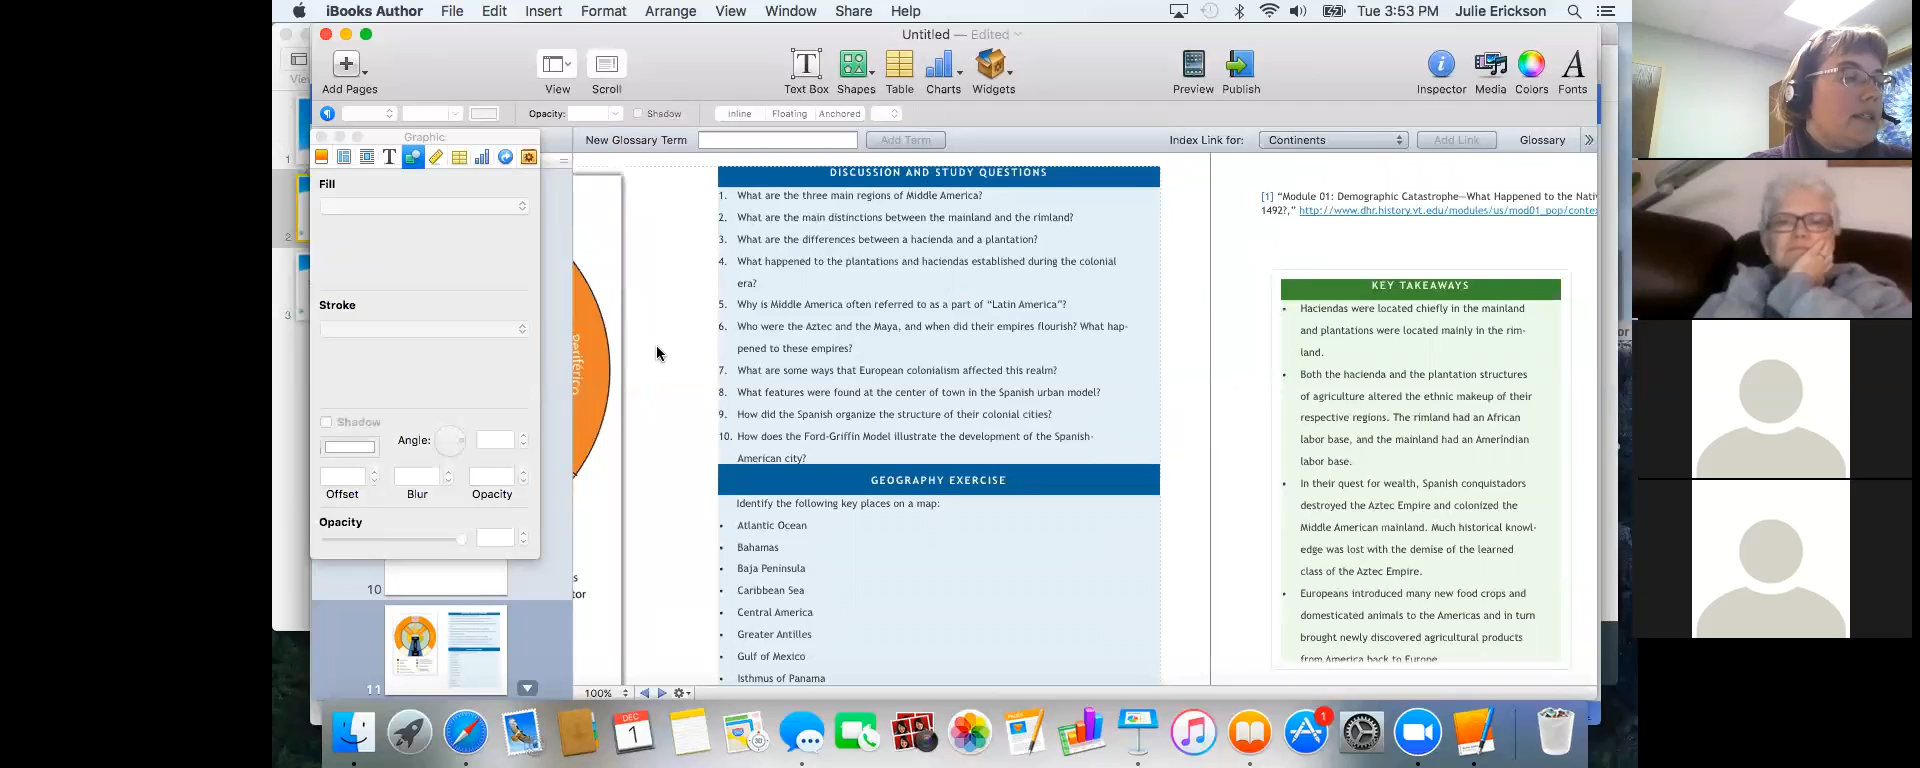 iBooks Author File Edit Insert Format Arrange View Window Share Help
Tue 3:53 PM Julie Erickson
Untitled — Edited
Add Pages
View
Scroll
Text Box
Shapes
Table
Charts
Widgets
Preview
Publish
Inspector
Media
Colors
Fonts
Opacity:
Shadow
Inline
Floating
Anchored
Graphic
New Glossary Term
Add Term
Index Link for:
Continents
Add Link
Glossary
Fill
Stroke
Shadow
Angle:
Offset
Blur
Opacity
Opacity
1
2
3
10
11
Periférico
DISCUSSION AND STUDY QUESTIONS
1. What are the three main regions of Middle America?
2. What are the main distinctions between the mainland and the rimland?
3. What are the differences between a hacienda and a plantation?
4. What happened to the plantations and haciendas established during the colonial
era?
5. Why is Middle America often referred to as a part of “Latin America”?
6. Who were the Aztec and the Maya, and when did their empires flourish? What hap-
pened to these empires?
7. What are some ways that European colonialism affected this realm?
8. What features were found at the center of town in the Spanish urban model?
9. How did the Spanish organize the structure of their colonial cities?
10. How does the Ford-Griffin Model illustrate the development of the Spanish-
American city?
GEOGRAPHY EXERCISE
Identify the following key places on a map:
• Atlantic Ocean
• Bahamas
• Baja Peninsula
• Caribbean Sea
• Central America
• Greater Antilles
• Gulf of Mexico
• Isthmus of Panama
[1] “Module 01: Demographic Catastrophe—What Happened to the Nati
1492?,” http://www.dhr.history.vt.edu/modules/us/mod01_pop/contex
KEY TAKEAWAYS
• Haciendas were located chiefly in the mainland
and plantations were located mainly in the rim-
land.
• Both the hacienda and the plantation structures
of agriculture altered the ethnic makeup of their
respective regions. The rimland had an African
labor base, and the mainland had an Amerindian
labor base.
• In their quest for wealth, Spanish conquistadors
destroyed the Aztec Empire and colonized the
Middle American mainland. Much historical knowl-
edge was lost with the demise of the learned
class of the Aztec Empire.
• Europeans introduced many new food crops and
domesticated animals to the Americas and in turn
brought newly discovered agricultural products
from America back to Europe.
s
tor
100%
DEC
1
1